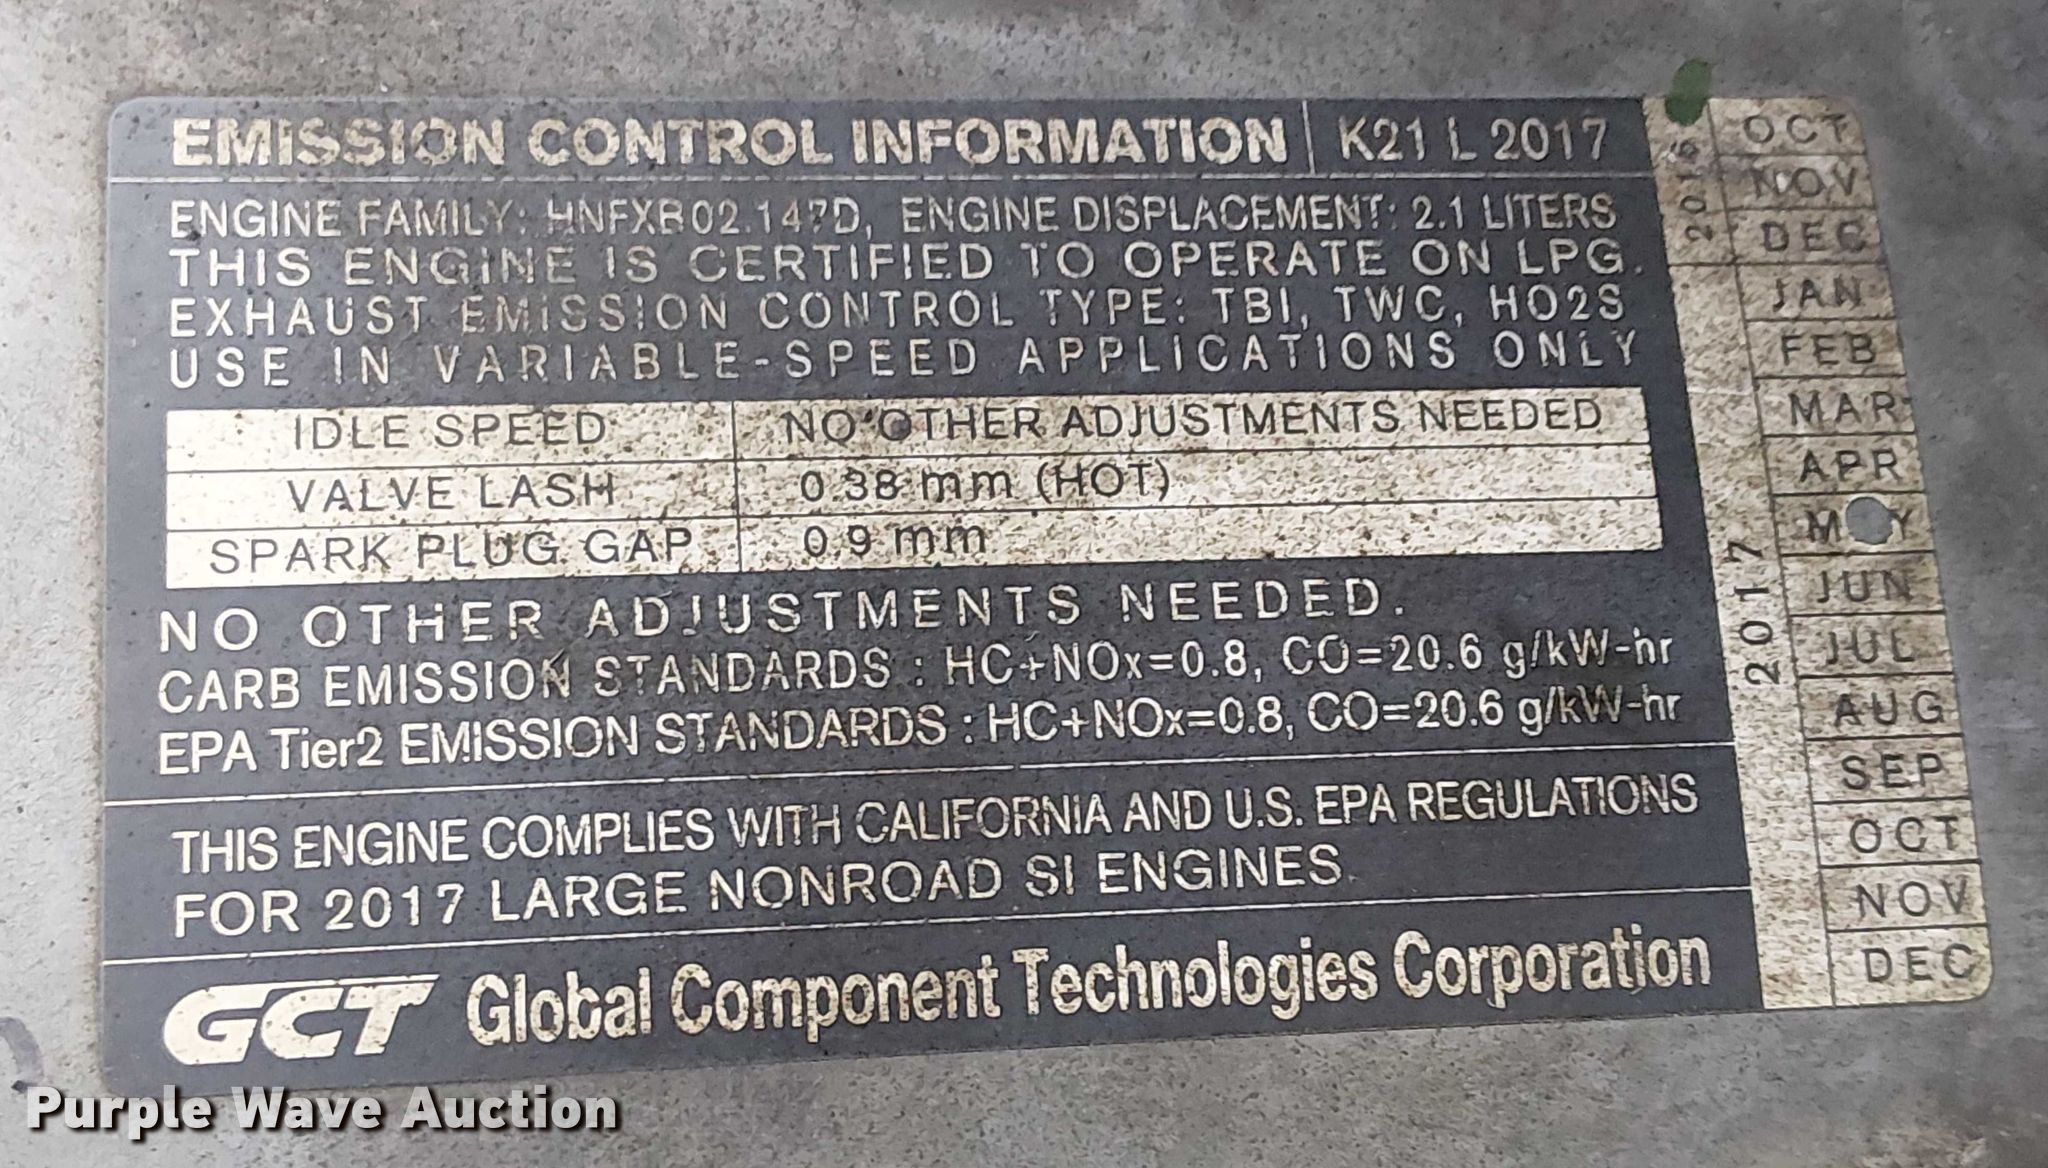 EMISSION CONTROL INFORMATION K21 L 2017
ENGINE FAMILY: HNFXB02.147D, ENGINE DISPLACEMENT: 2.1 LITERS
THIS ENGINE IS CERTIFIED TO OPERATE ON LPG.
EXHAUST EMISSION CONTROL TYPE: TBI, TWC, HO2S
USE IN VARIABLE-SPEED APPLICATIONS ONLY
IDLE SPEED NO OTHER ADJUSTMENTS NEEDED
VALVE LASH 0.38 mm (HOT)
SPARK PLUG GAP 0.9 mm
NO OTHER ADJUSTMENTS NEEDED.
CARB EMISSION STANDARDS : HC+NOx=0.8, CO=20.6 g/kW-hr
EPA Tier2 EMISSION STANDARDS : HC+NOx=0.8, CO=20.6 g/kW-hr
THIS ENGINE COMPLIES WITH CALIFORNIA AND U.S. EPA REGULATIONS
FOR 2017 LARGE NONROAD SI ENGINES
GCT Global Component Technologies Corporation
2016
OCT
NOV
DEC
2017
JAN
FEB
MAR
APR
MAY
JUN
JUL
AUG
SEP
OCT
NOV
DEC
Purple Wave Auction